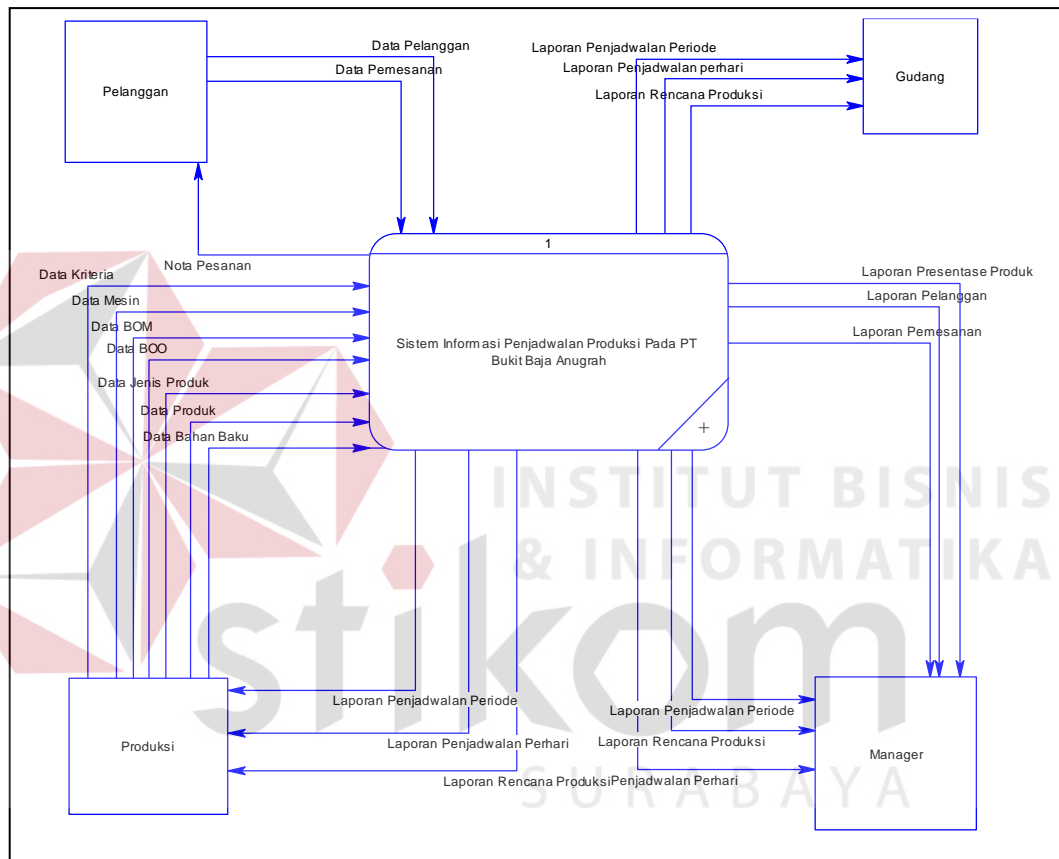 Data Pelanggan
Data Pemesanan
Pelanggan
Laporan Penjadwalan Periode
Laporan Penjadwalan perhari
Laporan Rencana Produksi
Gudang
Nota Pesanan
1
Sistem Informasi Penjadwalan Produksi Pada PT
Bukit Baja Anugrah
+
Data Kriteria
Data Mesin
Data BOM
Data BOO
Data Jenis Produk
Data Produk
Data Bahan Baku
Laporan Presentase Produk
Laporan Pelanggan
Laporan Pemesanan
INSTITUT BISNIS
& INFORMATIKA
stikom
SURABAYA
Produksi
Laporan Penjadwalan Periode
Laporan Penjadwalan Perhari
Laporan Rencana Produksi
Laporan Penjadwalan Periode
Laporan Rencana Produksi
Penjadwalan Perhari
Manager